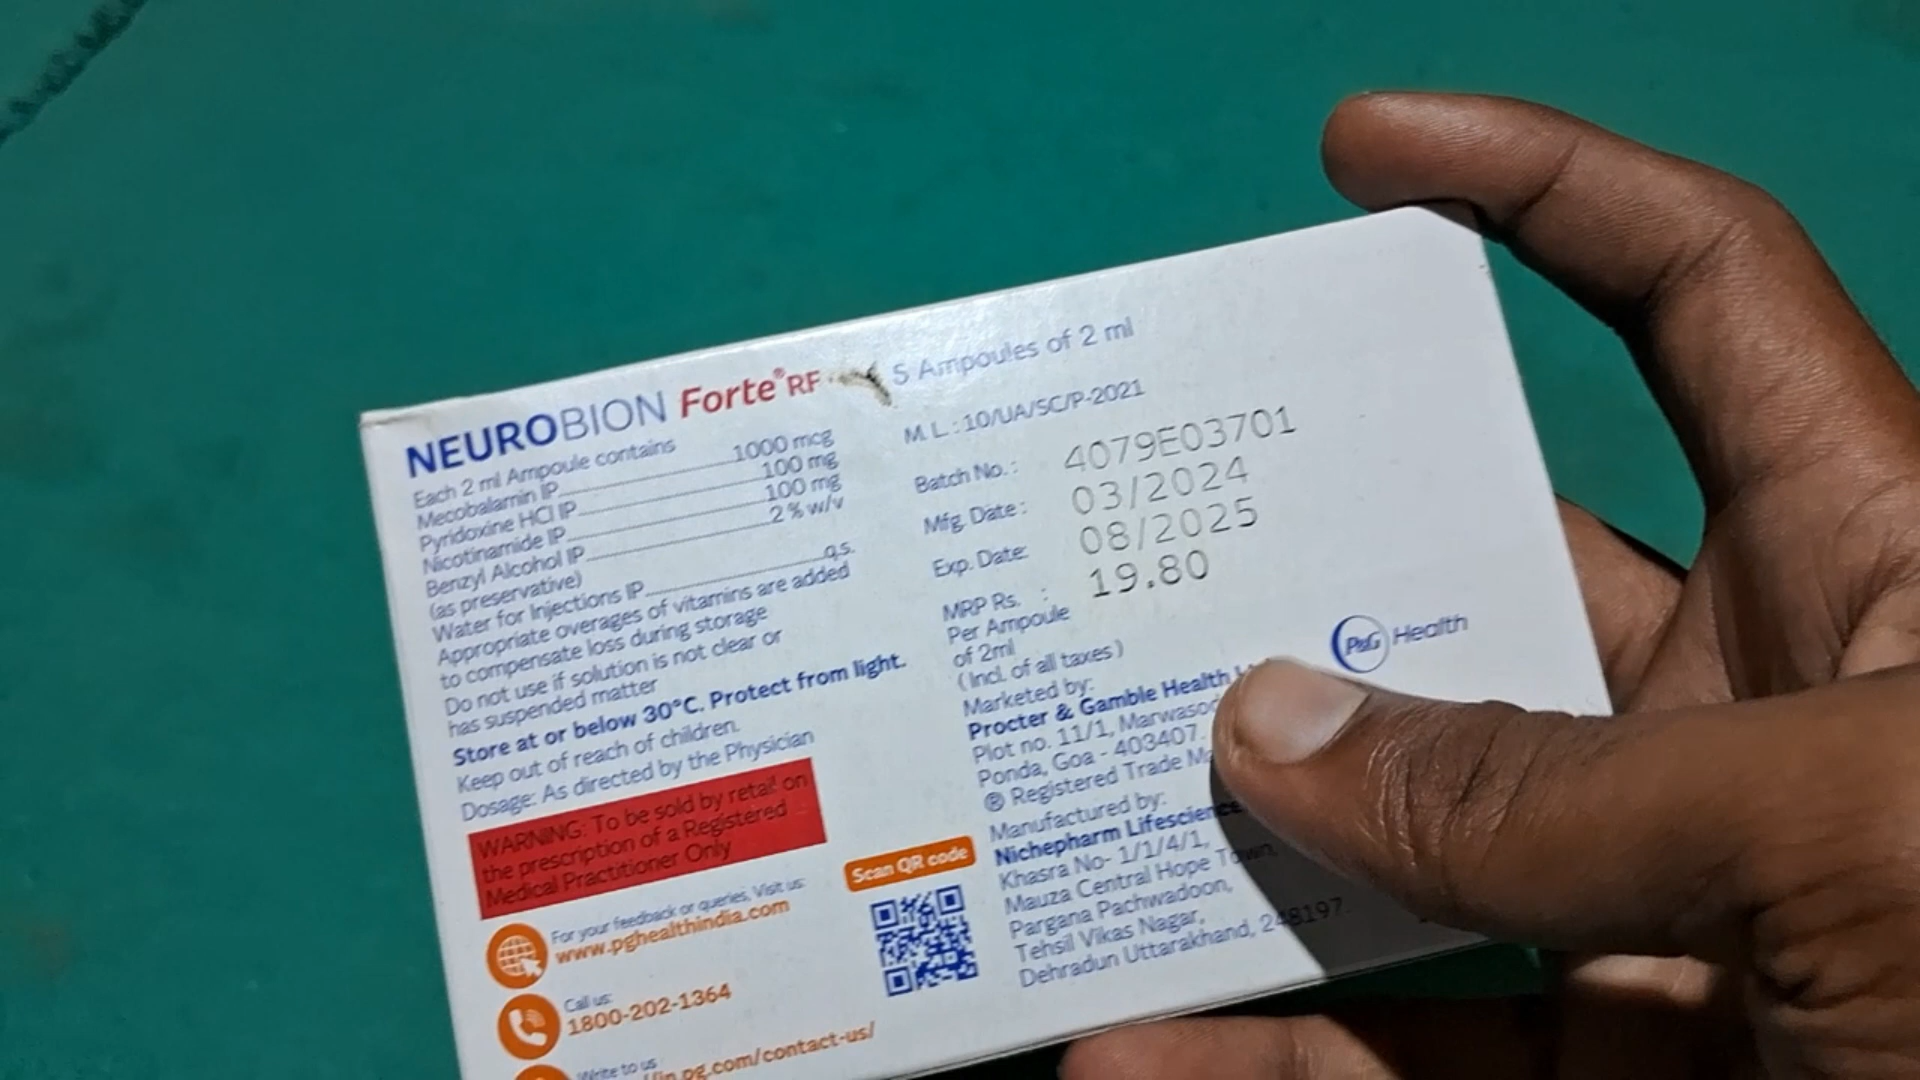 NEUROBION Forte® RF
5 Ampoules of 2 ml
Each 2 ml Ampoule contains
Mecobalamin IP 1000 mcg
Pyridoxine HCl IP 100 mg
Nicotinamide IP 100 mg
Benzyl Alcohol IP 2 % w/v
(as preservative)
Water for Injections IP q.s.
Appropriate overages of vitamins are added
to compensate loss during storage
Do not use if solution is not clear or
has suspended matter
Store at or below 30°C. Protect from light.
Keep out of reach of children.
Dosage: As directed by the Physician
WARNING: To be sold by retail on
the prescription of a Registered
Medical Practitioner Only
For your feedback or queries, Visit us:
www.pghealthindia.com
Call us:
1800-202-1364
Write to us
in.pg.com/contact-us/
Scan QR code
M. L. : 10/UA/SC/P-2021
Batch No. : 4079E03701
Mfg. Date : 03/2024
Exp. Date: 08/2025
MRP Rs. : 19.80
Per Ampoule
of 2ml
(Incl. of all taxes)
Marketed by:
Procter & Gamble Health
Plot no. 11/1,
Ponda, Goa - 403407.
® Registered Trade
Manufactured by:
Nichepharm
Khasra No- 1/1/4/1,
Mauza Central Hope Town,
Pargana Pachwadoon,
Tehsil Vikas Nagar,
Dehradun Uttarakhand, 248197.
P&G Health